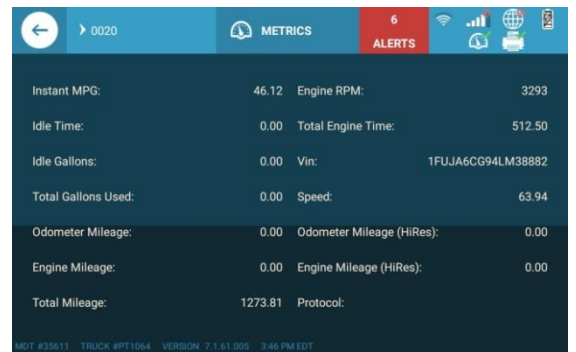 0020 METRICS 6
ALERTS
Instant MPG: 46.12 Engine RPM: 3293
Idle Time: 0.00 Total Engine Time: 512.50
Idle Gallons: 0.00 Vin: 1FUJA6CG94LM38882
Total Gallons Used: 0.00 Speed: 63.94
Odometer Mileage: 0.00 Odometer Mileage (HiRes): 0.00
Engine Mileage: 0.00 Engine Mileage (HiRes): 0.00
Total Mileage: 1273.81 Protocol:
MDT #35611 TRUCK #PT1064 VERSION 7.1.61.005 3:46 PM EDT